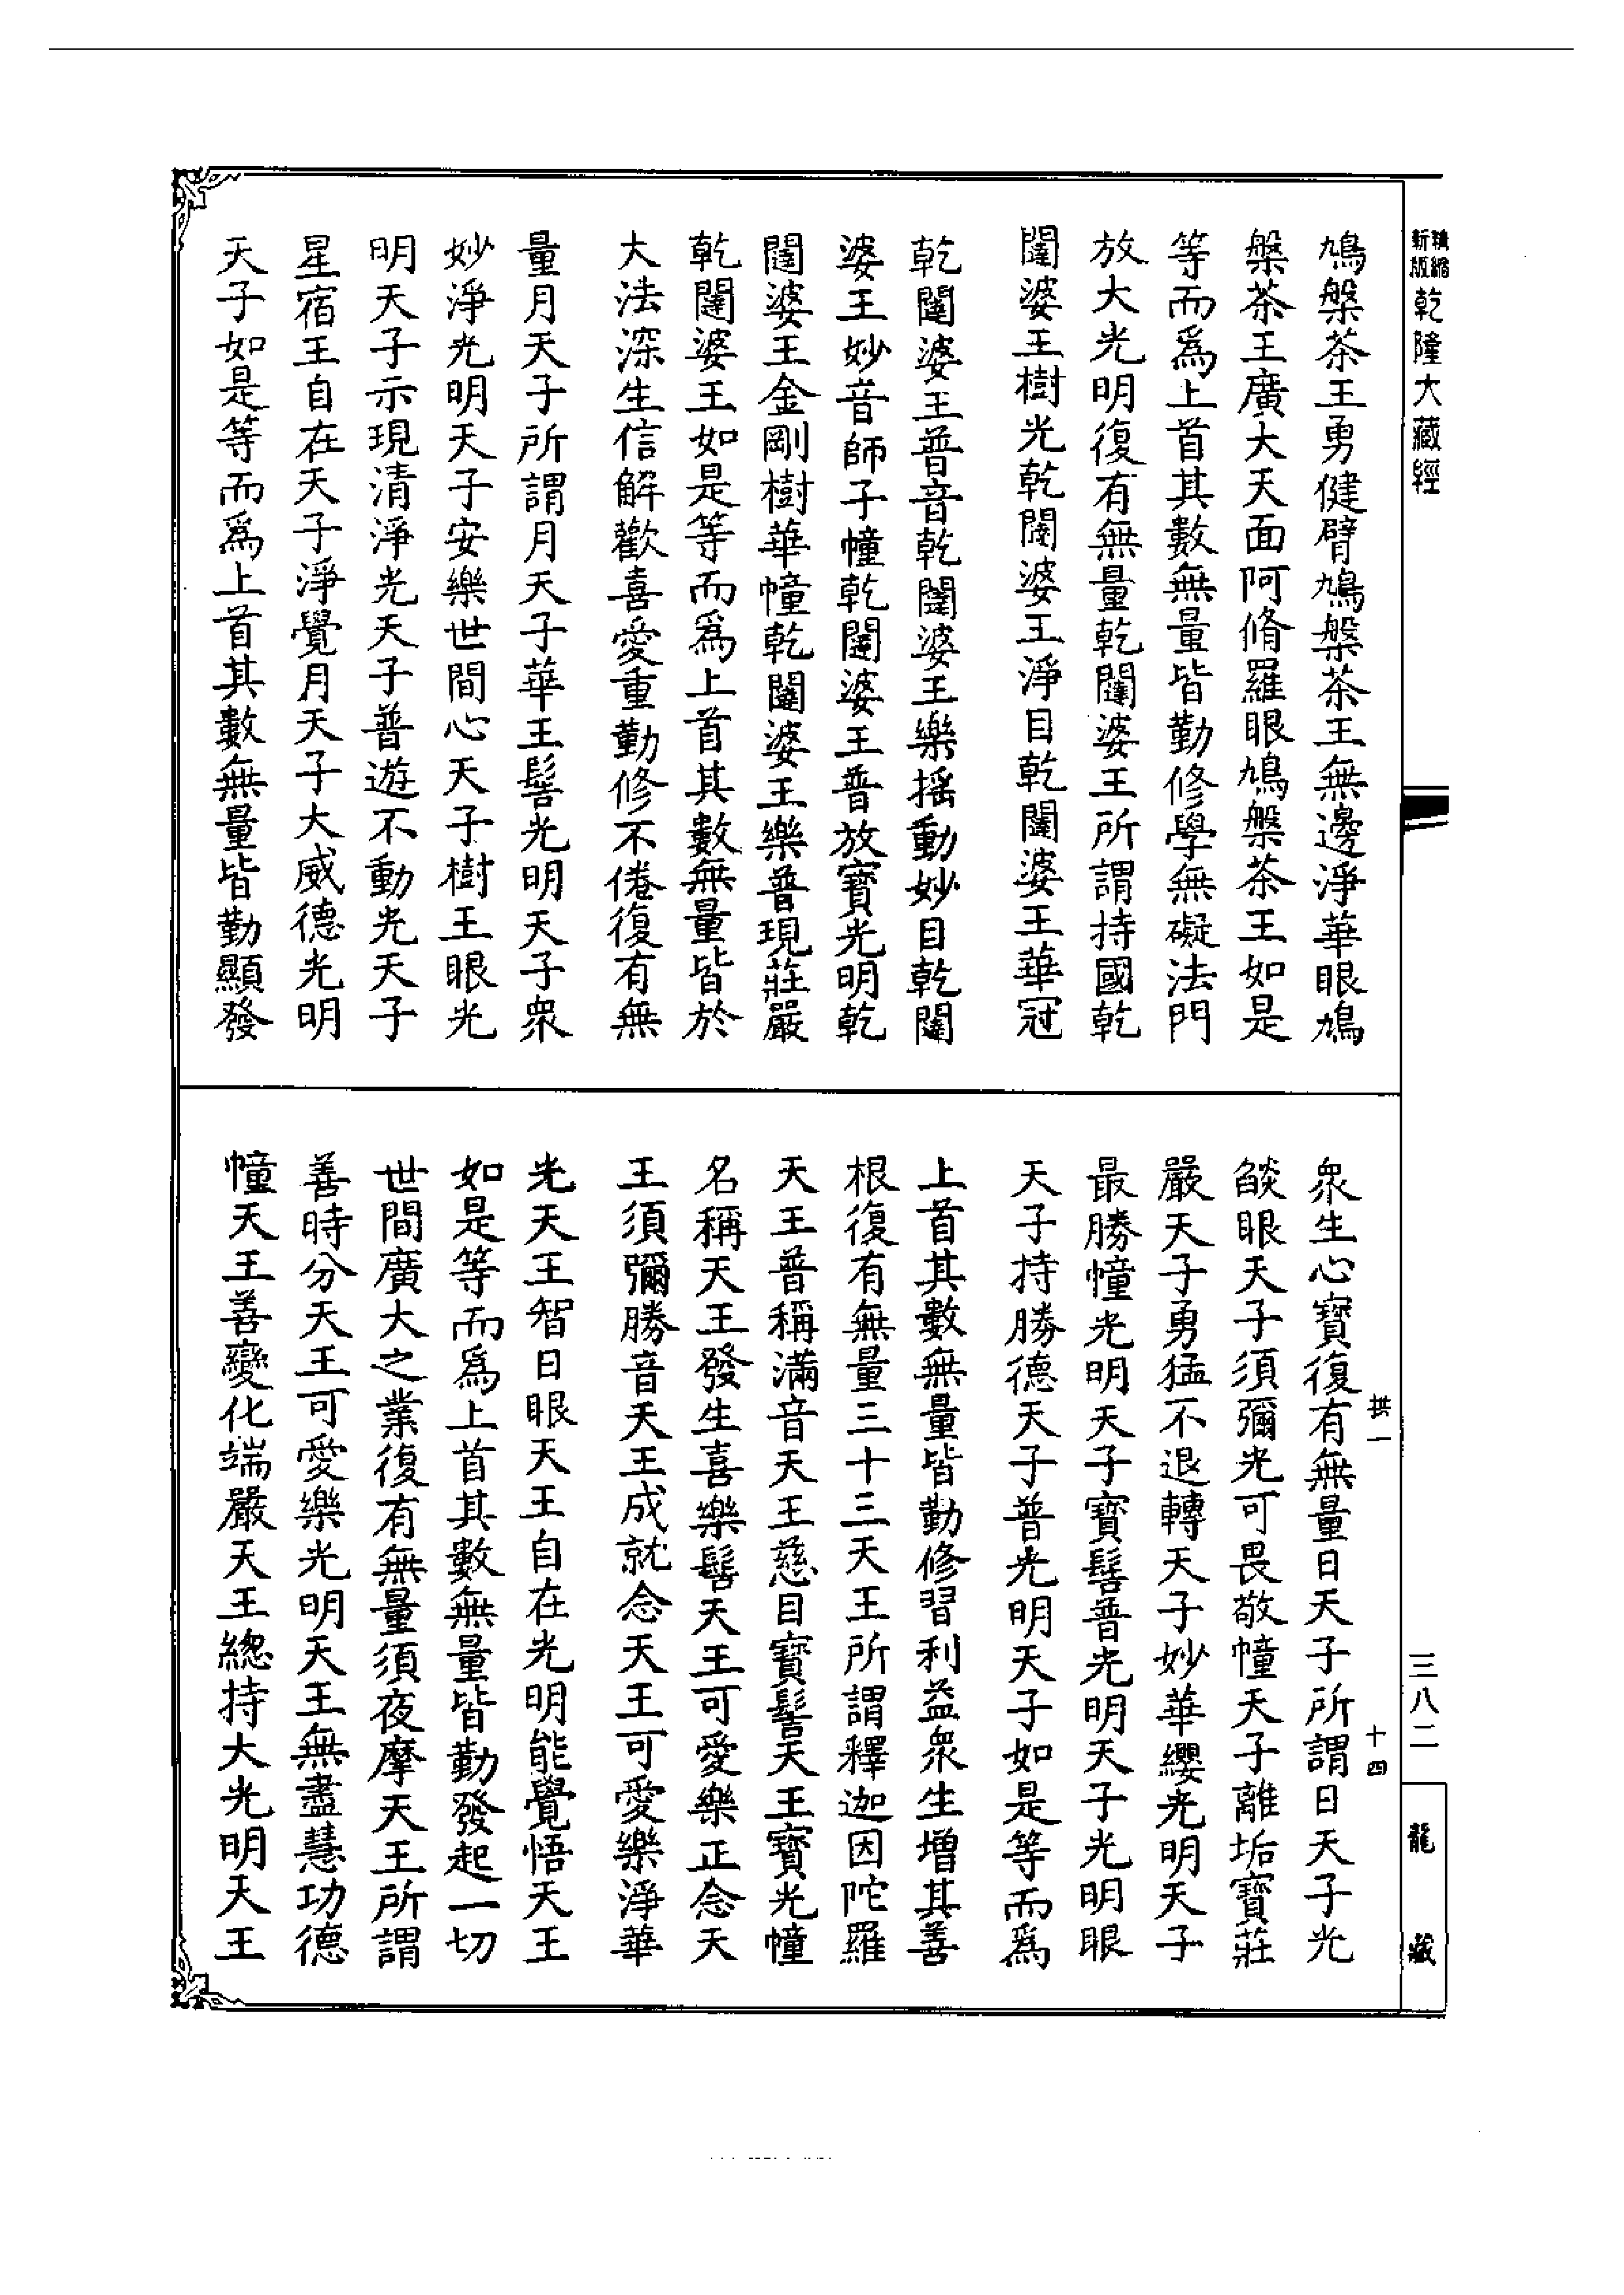 精縮新版乾隆大藏經
鳩槃茶王勇健臂鳩槃茶王無邊淨華眼鳩
槃茶王廣大天面阿脩羅眼鳩槃茶王如是
等而爲上首其數無量皆勤修學無礙法門
放大光明復有無量乾闥婆王所謂持國乾
闥婆王樹光乾闥婆王淨目乾闥婆王華冠
乾闥婆王普音乾闥婆王樂搖動妙目乾闥
婆王妙音師子幢乾闥婆王普放寶光明乾
闥婆王金剛樹華幢乾闥婆王樂普現莊嚴
乾闥婆王如是等而爲上首其數無量皆於
大法深生信解歡喜愛重勤修不倦復有無
量月天子所謂月天子華王髻光明天子衆
妙淨光明天子安樂世間心天子樹王眼光
明天子示現清淨光天子普遊不動光天子
星宿王自在天子淨覺月天子大威德光明
天子如是等而爲上首其數無量皆勤顯發
衆生心寶復有無量日天子所謂日天子光
燄眼天子須彌光可畏敬幢天子離垢寶莊
嚴天子勇猛不退轉天子妙華纓光明天子
最勝幢光明天子寶髻普光明天子光明眼
天子持勝德天子普光明天子如是等而爲
上首其數無量皆勤修習利益衆生增其善
根復有無量三十三天王所謂釋迦因陀羅
天王普稱滿音天王慈目寶髻天王寶光幢
名稱天王發生喜樂髻天王可愛樂正念天
王須彌勝音天王成就念天王可愛樂淨華
光天王智日眼天王自在光明能覺悟天王
如是等而爲上首其數無量皆勤發起一切
世間廣大之業復有無量須夜摩天王所謂
善時分天王可愛樂光明天王無盡慧功德
幢天王善變化端嚴天王總持大光明天王
拱一
十四
三八二
龍藏